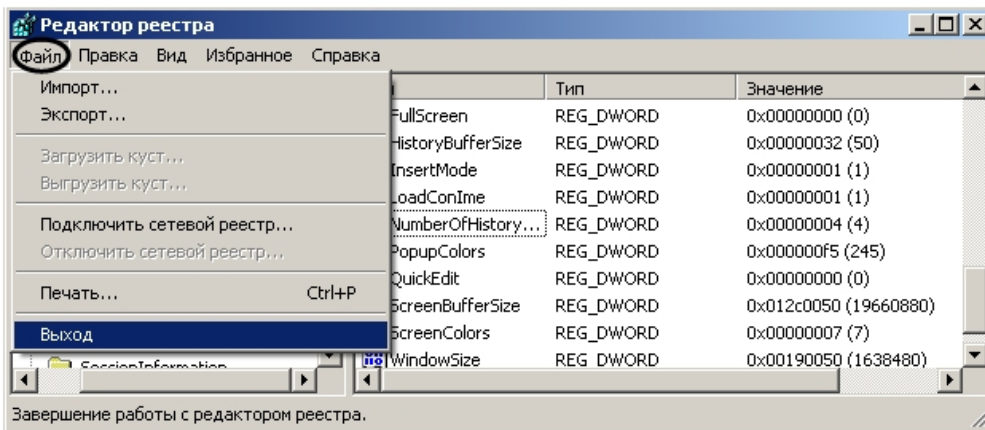 Редактор реестра
Файл Правка Вид Избранное Справка
Импорт...
Экспорт...
Загрузить куст...
Выгрузить куст...
Подключить сетевой реестр...
Отключить сетевой реестр...
Печать... Ctrl+P
Выход
Тип Значение
FullScreen REG_DWORD 0x00000000 (0)
HistoryBufferSize REG_DWORD 0x00000032 (50)
InsertMode REG_DWORD 0x00000001 (1)
LoadConIme REG_DWORD 0x00000001 (1)
NumberOfHistory... REG_DWORD 0x00000004 (4)
PopupColors REG_DWORD 0x000000f5 (245)
QuickEdit REG_DWORD 0x00000000 (0)
ScreenBufferSize REG_DWORD 0x012c0050 (19660880)
ScreenColors REG_DWORD 0x00000007 (7)
WindowSize REG_DWORD 0x00190050 (1638480)
SessionInformation
Завершение работы с редактором реестра.